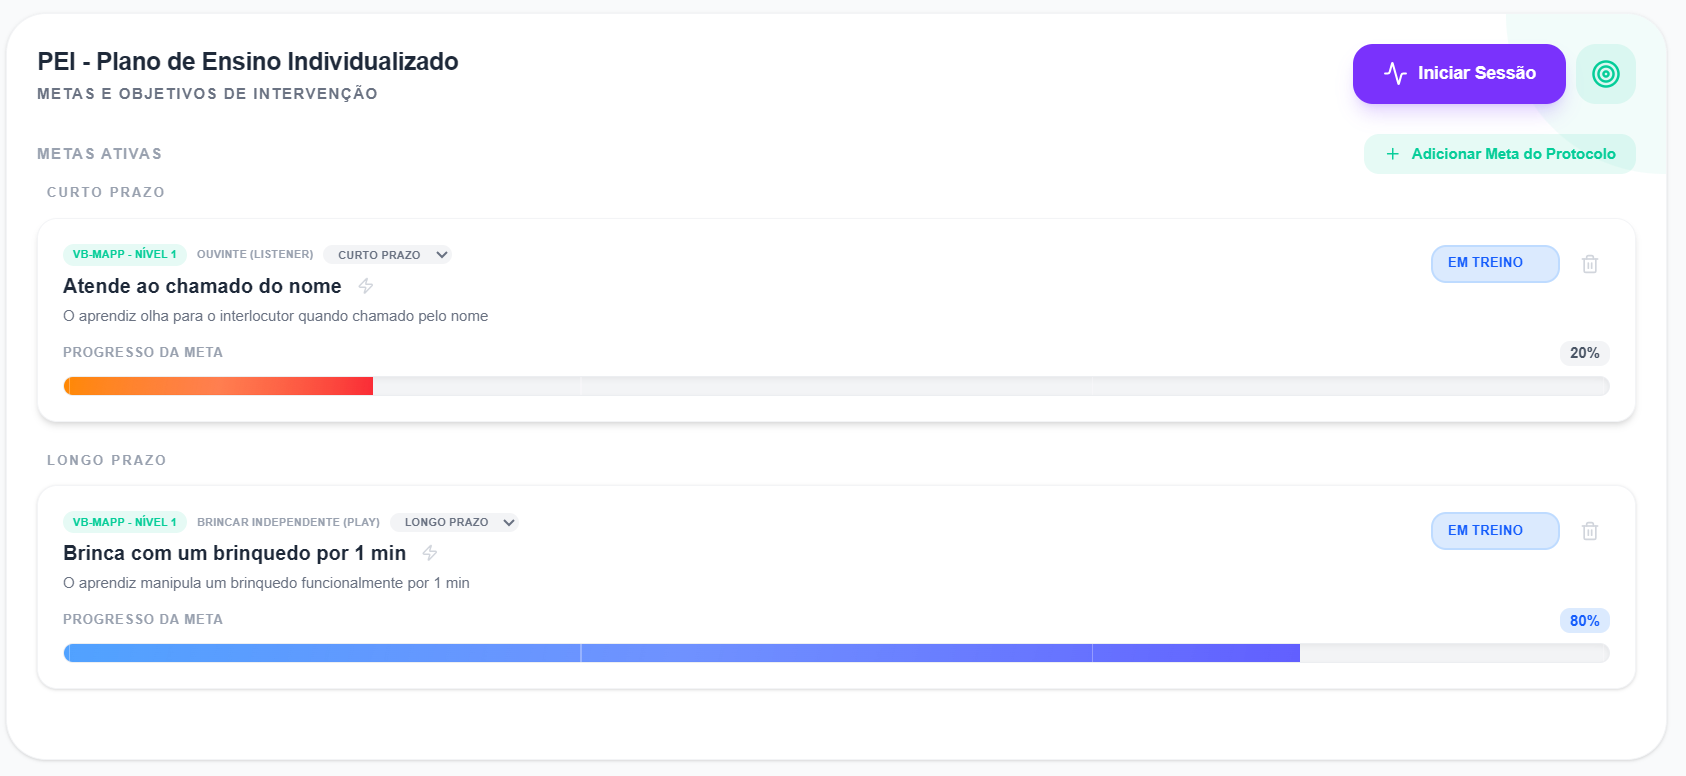 PEI - Plano de Ensino Individualizado
METAS E OBJETIVOS DE INTERVENÇÃO
Iniciar Sessão
METAS ATIVAS
+ Adicionar Meta do Protocolo
CURTO PRAZO
VB-MAPP - NÍVEL 1 OUVINTE (LISTENER) CURTO PRAZO
EM TREINO
Atende ao chamado do nome
O aprendiz olha para o interlocutor quando chamado pelo nome
PROGRESSO DA META
20%
LONGO PRAZO
VB-MAPP - NÍVEL 1 BRINCAR INDEPENDENTE (PLAY) LONGO PRAZO
EM TREINO
Brinca com um brinquedo por 1 min
O aprendiz manipula um brinquedo funcionalmente por 1 min
PROGRESSO DA META
80%